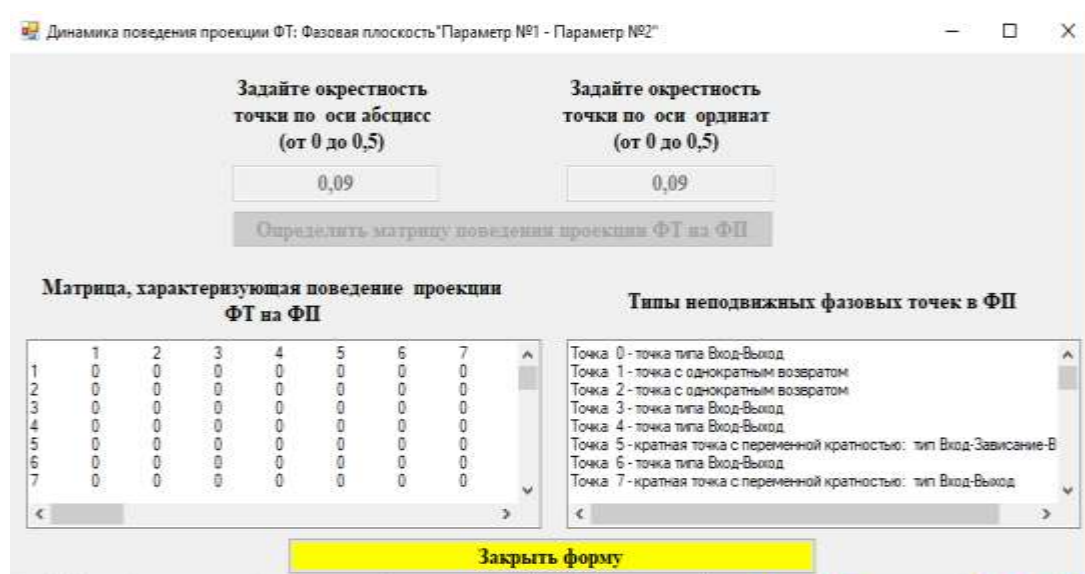 Динамика поведения проекции ФТ: Фазовая плоскость"Параметр №1 - Параметр №2"
Задайте окрестность
точки по оси абсцисс
(от 0 до 0,5)
0,09
Задайте окрестность
точки по оси ординат
(от 0 до 0,5)
0,09
Определить матрицу поведения проекции ФТ на ФП
Матрица, характеризующая поведение проекции
ФТ на ФП
1 2 3 4 5 6 7
1 0 0 0 0 0 0 0
2 0 0 0 0 0 0 0
3 0 0 0 0 0 0 0
4 0 0 0 0 0 0 0
5 0 0 0 0 0 0 0
6 0 0 0 0 0 0 0
7 0 0 0 0 0 0 0
Типы неподвижных фазовых точек в ФП
Точка 0 - точка типа Вход-Выход
Точка 1 - точка с однократным возвратом
Точка 2 - точка с однократным возвратом
Точка 3 - точка типа Вход-Выход
Точка 4 - точка типа Вход-Выход
Точка 5 - кратная точка с переменной кратностью: тип Вход-Зависание-В
Точка 6 - точка типа Вход-Выход
Точка 7 - кратная точка с переменной кратностью: тип Вход-Выход
Закрыть форму